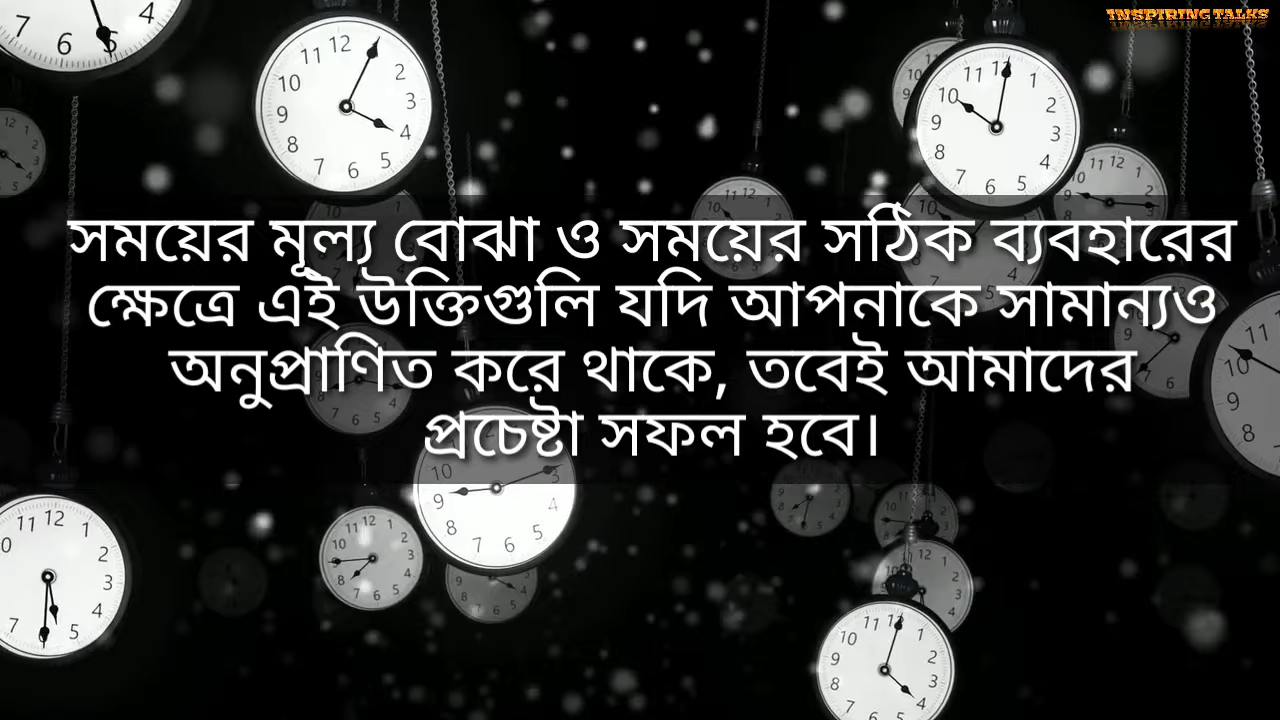 INSPIRING TALKS
সময়ের মূল্য বোঝা ও সময়ের সঠিক ব্যবহারের
ক্ষেত্রে এই উক্তিগুলি যদি আপনাকে সামান্যও
অনুপ্রাণিত করে থাকে, তবেই আমাদের
প্রচেষ্টা সফল হবে।